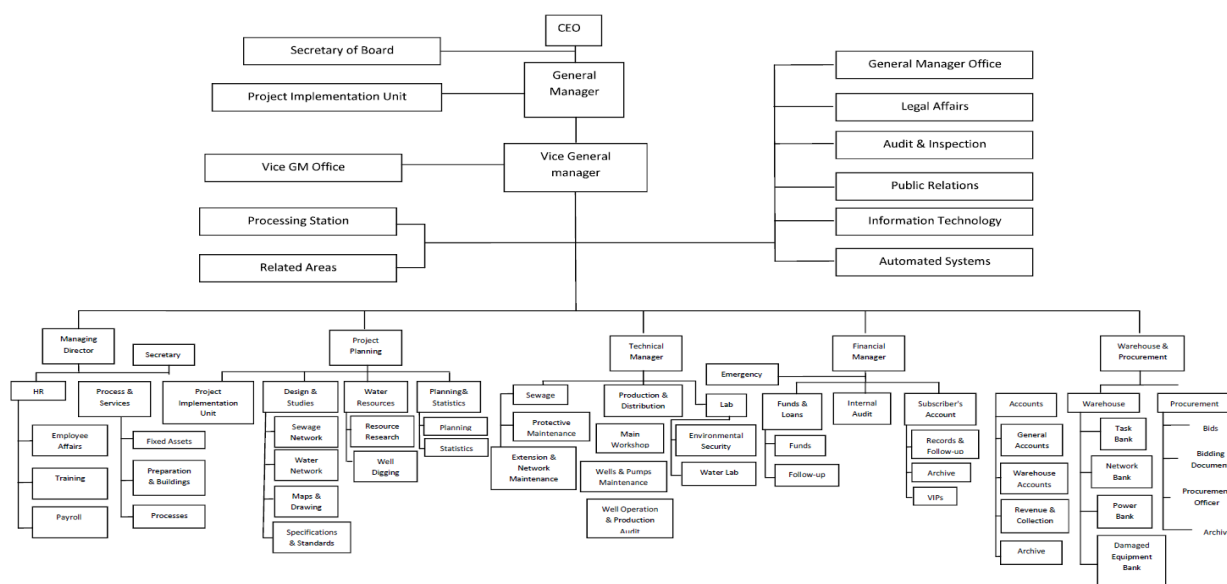 CEO
Secretary of Board
General
Manager
Project Implementation Unit
Vice General
manager
Vice GM Office
Processing Station
Related Areas
General Manager Office
Legal Affairs
Audit & Inspection
Public Relations
Information Technology
Automated Systems
Managing
Director
Secretary
Project
Planning
Technical
Manager
Financial
Manager
Emergency
Warehouse &
Procurement
HR
Employee
Affairs
Training
Payroll
Process &
Services
Fixed Assets
Preparation
& Buildings
Processes
Project
Implementation
Unit
Design &
Studies
Sewage
Network
Water
Network
Maps &
Drawing
Specifications
& Standards
Water
Resources
Resource
Research
Well
Digging
Planning&
Statistics
Planning
Statistics
Sewage
Protective
Maintenance
Extension &
Network
Maintenance
Production &
Distribution
Main
Workshop
Wells & Pumps
Maintenance
Well Operation
& Production
Audit
Lab
Environmental
Security
Water Lab
Funds &
Loans
Funds
Follow-up
Internal
Audit
Subscriber's
Account
Records &
Follow-up
Archive
VIPs
Accounts
General
Accounts
Warehouse
Accounts
Revenue &
Collection
Archive
Warehouse
Task
Bank
Network
Bank
Power
Bank
Damaged
Equipment
Bank
Procurement
Bids
Bidding
Docume
Procuremen
Officer
Archiv